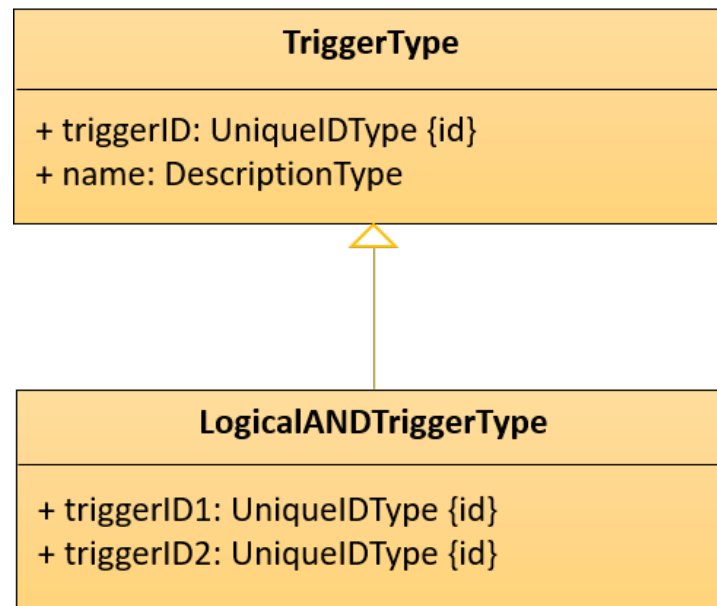 TriggerType
+ triggerID: UniqueIDType {id}
+ name: DescriptionType
LogicalANDTriggerType
+ triggerID1: UniqueIDType {id}
+ triggerID2: UniqueIDType {id}